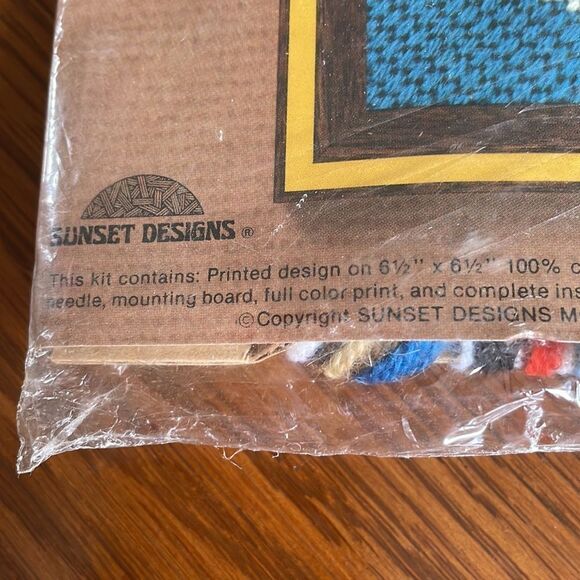 SUNSET DESIGNS ®
This kit contains: Printed design on 6½" x 6½" 100% c
needle, mounting board, full color print, and complete ins
©Copyright SUNSET DESIGNS M